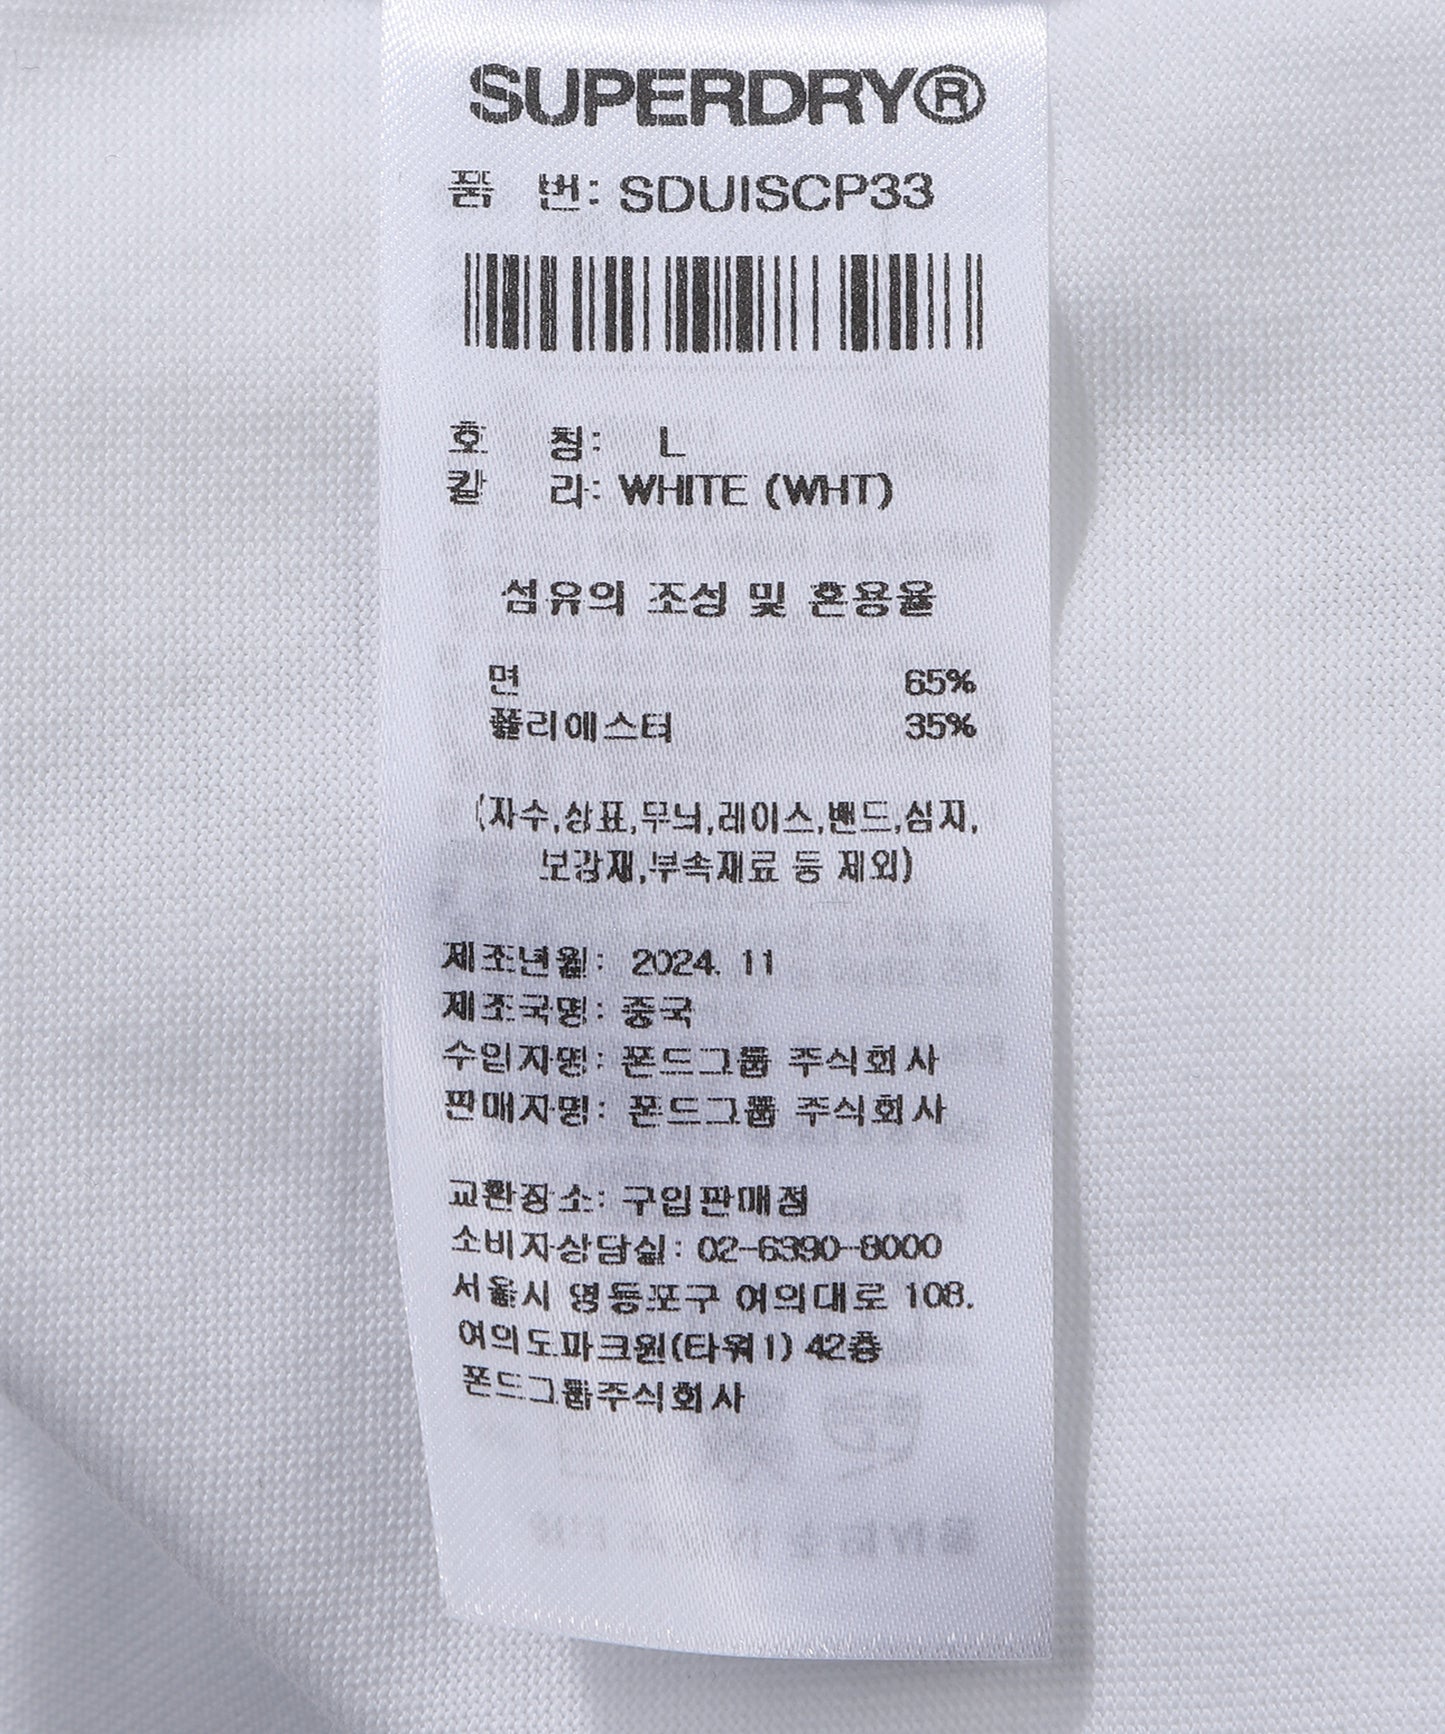 SUPERDRY®
품 번: SDUISCP33
호 칭: L
칼 라: WHITE (WHT)
섬유의 조성 및 혼용율
면 65%
폴리에스터 35%
(자수,상표,무늬,레이스,밴드,심지,
보강재,부속재료 등 제외)
제조년월: 2024. 11
제조국명: 중국
수입자명: 폰드그룹 주식회사
판매자명: 폰드그룹 주식회사
교환장소: 구입판매점
소비자상담실: 02-6390-8000
서울시 영등포구 여의대로 108.
여의도파크원(타워1) 42층
폰드그룹주식회사